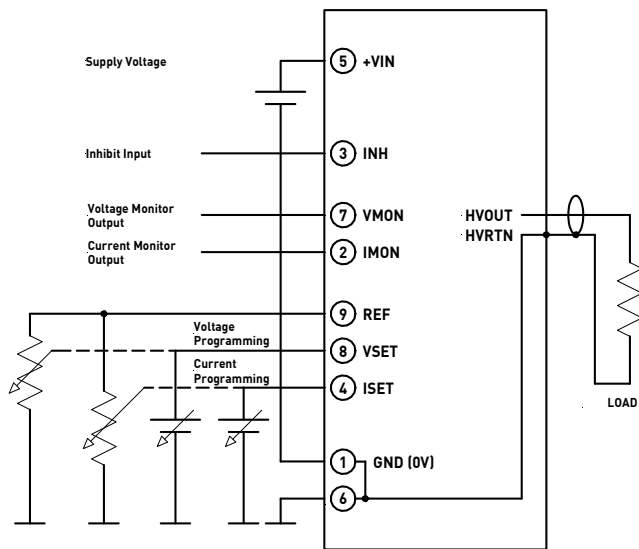 Supply Voltage
5 +VIN
Inhibit Input
3 INH
Voltage Monitor
Output
7 VMON
HVOUT
Current Monitor
Output
2 IMON
HVRTN
9 REF
Voltage
Programming
8 VSET
Current
Programming
4 ISET
LOAD
1 GND (0V)
6